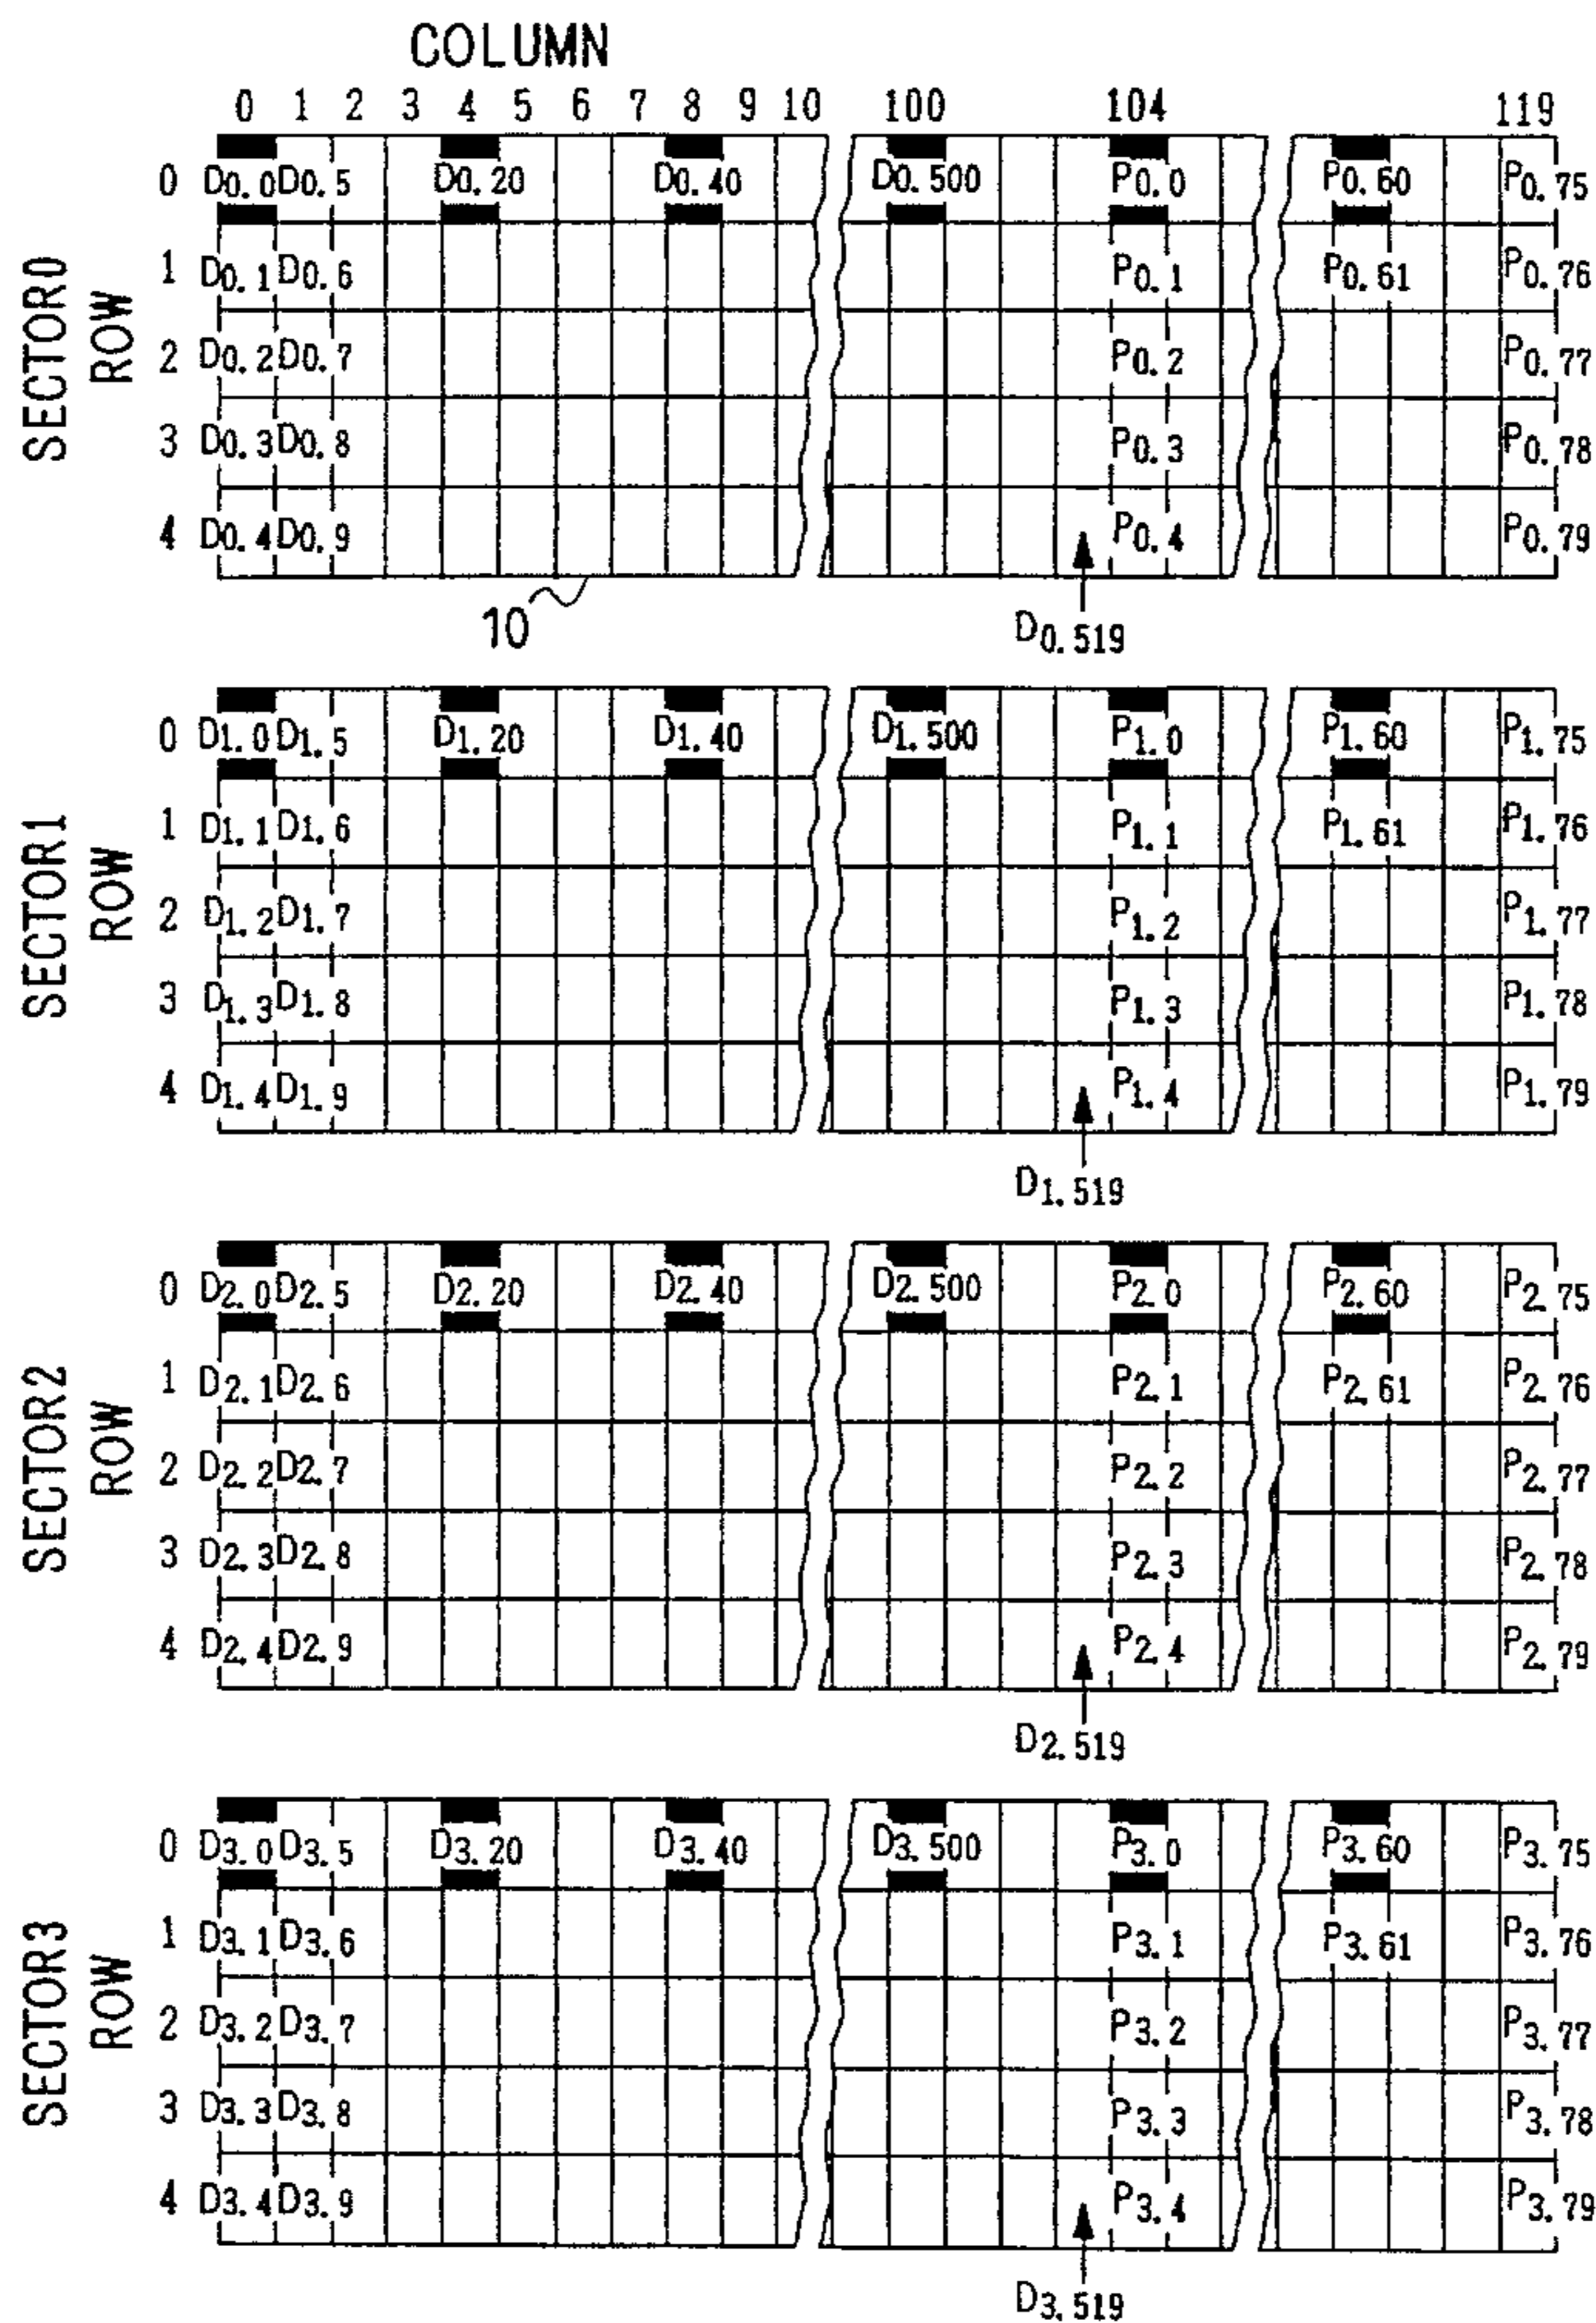 COLUMN
0 1 2 3 4 5 6 7 8 9 10 100 104 119
SECTOR0
ROW
0 D0.0 D0.5 D0.20 D0.40 D0.500 P0.0 P0.60 P0.75
1 D0.1 D0.6 P0.1 P0.61 P0.76
2 D0.2 D0.7 P0.2 P0.77
3 D0.3 D0.8 P0.3 P0.78
4 D0.4 D0.9 P0.4 P0.79
10
D0.519
SECTOR1
ROW
0 D1.0 D1.5 D1.20 D1.40 D1.500 P1.0 P1.60 P1.75
1 D1.1 D1.6 P1.1 P1.61 P1.76
2 D1.2 D1.7 P1.2 P1.77
3 D1.3 D1.8 P1.3 P1.78
4 D1.4 D1.9 P1.4 P1.79
D1.519
SECTOR2
ROW
0 D2.0 D2.5 D2.20 D2.40 D2.500 P2.0 P2.60 P2.75
1 D2.1 D2.6 P2.1 P2.61 P2.76
2 D2.2 D2.7 P2.2 P2.77
3 D2.3 D2.8 P2.3 P2.78
4 D2.4 D2.9 P2.4 P2.79
D2.519
SECTOR3
ROW
0 D3.0 D3.5 D3.20 D3.40 D3.500 P3.0 P3.60 P3.75
1 D3.1 D3.6 P3.1 P3.61 P3.76
2 D3.2 D3.7 P3.2 P3.77
3 D3.3 D3.8 P3.3 P3.78
4 D3.4 D3.9 P3.4 P3.79
D3.519